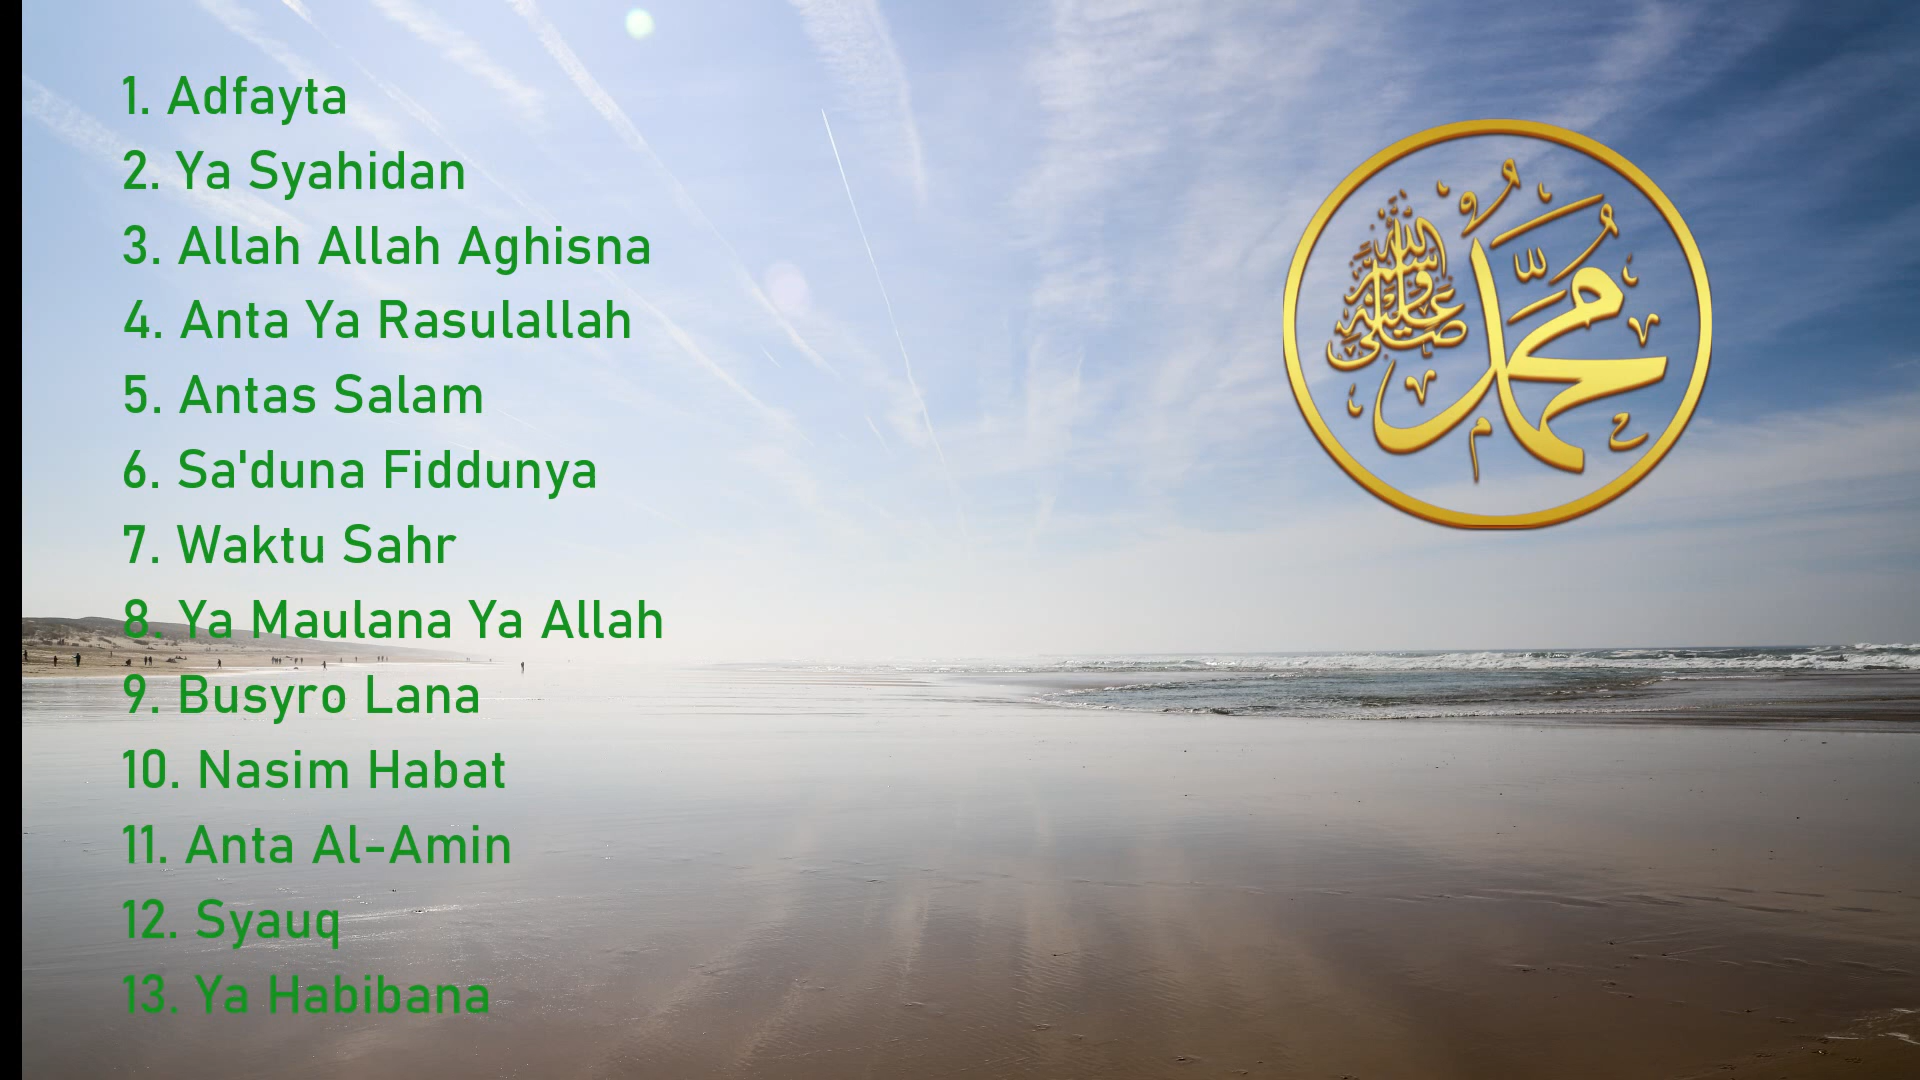 1. Adfayta
2. Ya Syahidan
3. Allah Allah Aghisna
4. Anta Ya Rasulallah
5. Antas Salam
6. Sa'duna Fiddunya
7. Waktu Sahr
8. Ya Maulana Ya Allah
9. Busyro Lana
10. Nasim Habat
11. Anta Al-Amin
12. Syauq
13. Ya Habibana
مُحَمَّد
صلى الله عليه وسلم